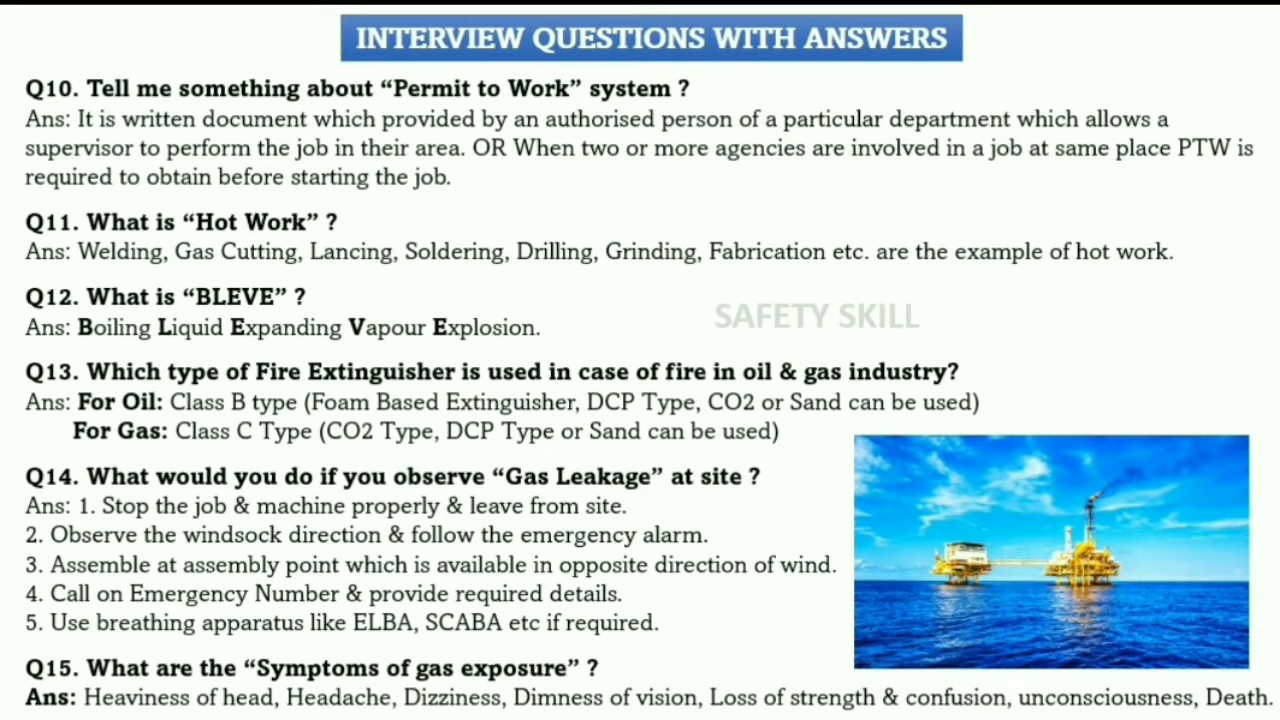 INTERVIEW QUESTIONS WITH ANSWERS
Q10. Tell me something about “Permit to Work” system ?
Ans: It is written document which provided by an authorised person of a particular department which allows a
supervisor to perform the job in their area. OR When two or more agencies are involved in a job at same place PTW is
required to obtain before starting the job.
Q11. What is “Hot Work” ?
Ans: Welding, Gas Cutting, Lancing, Soldering, Drilling, Grinding, Fabrication etc. are the example of hot work.
Q12. What is “BLEVE” ?
SAFETY SKILL
Ans: Boiling Liquid Expanding Vapour Explosion.
Q13. Which type of Fire Extinguisher is used in case of fire in oil & gas industry?
Ans: For Oil: Class B type (Foam Based Extinguisher, DCP Type, CO2 or Sand can be used)
For Gas: Class C Type (CO2 Type, DCP Type or Sand can be used)
Q14. What would you do if you observe “Gas Leakage” at site ?
Ans: 1. Stop the job & machine properly & leave from site.
2. Observe the windsock direction & follow the emergency alarm.
3. Assemble at assembly point which is available in opposite direction of wind.
4. Call on Emergency Number & provide required details.
5. Use breathing apparatus like ELBA, SCABA etc if required.
Q15. What are the “Symptoms of gas exposure” ?
Ans: Heaviness of head, Headache, Dizziness, Dimness of vision, Loss of strength & confusion, unconsciousness, Death.